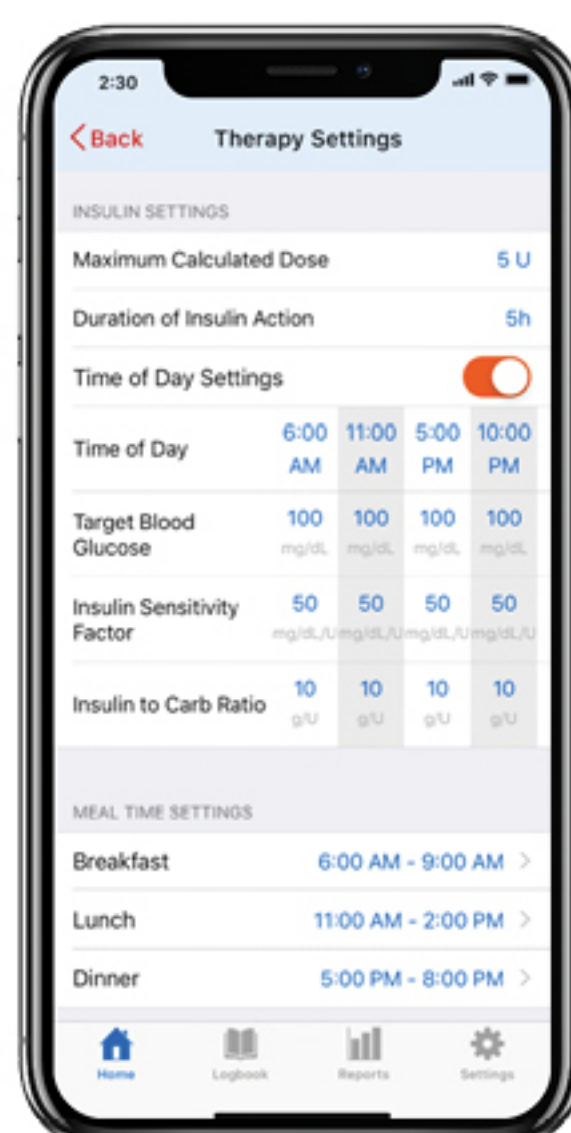 2:30
Back Therapy Settings
INSULIN SETTINGS
Maximum Calculated Dose 5 U
Duration of Insulin Action 5h
Time of Day Settings
Time of Day 6:00 AM 11:00 AM 5:00 PM 10:00 PM
Target Blood Glucose 100 mg/dL 100 mg/dL 100 mg/dL 100 mg/dL
Insulin Sensitivity Factor 50 mg/dL/U 50 mg/dL/U 50 mg/dL/U 50 mg/dL/U
Insulin to Carb Ratio 10 g/U 10 g/U 10 g/U 10 g/U
MEAL TIME SETTINGS
Breakfast 6:00 AM - 9:00 AM
Lunch 11:00 AM - 2:00 PM
Dinner 5:00 PM - 8:00 PM
Home Logbook Reports Settings